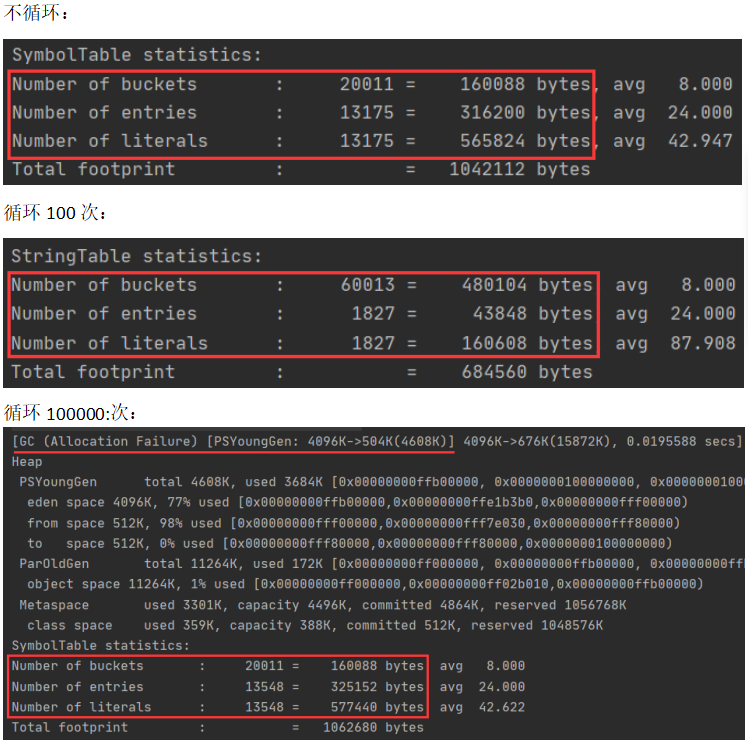 不循环：
SymbolTable statistics:
Number of buckets : 20011 = 160088 bytes, avg 8.000
Number of entries : 13175 = 316200 bytes, avg 24.000
Number of literals : 13175 = 565824 bytes, avg 42.947
Total footprint : = 1042112 bytes
循环 100 次：
StringTable statistics:
Number of buckets : 60013 = 480104 bytes avg 8.000
Number of entries : 1827 = 43848 bytes avg 24.000
Number of literals : 1827 = 160608 bytes avg 87.908
Total footprint : = 684560 bytes
循环 100000:次：
[GC (Allocation Failure) [PSYoungGen: 4096K->504K(4608K)] 4096K->676K(15872K), 0.0195588 secs]
Heap
PSYoungGen total 4608K, used 3684K [0x00000000ffb00000, 0x0000000100000000, 0x0000000100
eden space 4096K, 77% used [0x00000000ffb00000,0x00000000ffe1b3b0,0x00000000fff00000)
from space 512K, 98% used [0x00000000fff00000,0x00000000fff7e030,0x00000000fff80000)
to space 512K, 0% used [0x00000000fff80000,0x00000000fff80000,0x0000000100000000)
ParOldGen total 11264K, used 172K [0x00000000ff000000, 0x00000000ffb00000, 0x00000000ffb
object space 11264K, 1% used [0x00000000ff000000,0x00000000ff02b010,0x00000000ffb00000)
Metaspace used 3301K, capacity 4496K, committed 4864K, reserved 1056768K
class space used 359K, capacity 388K, committed 512K, reserved 1048576K
SymbolTable statistics:
Number of buckets : 20011 = 160088 bytes avg 8.000
Number of entries : 13548 = 325152 bytes avg 24.000
Number of literals : 13548 = 577440 bytes avg 42.622
Total footprint : = 1062680 bytes